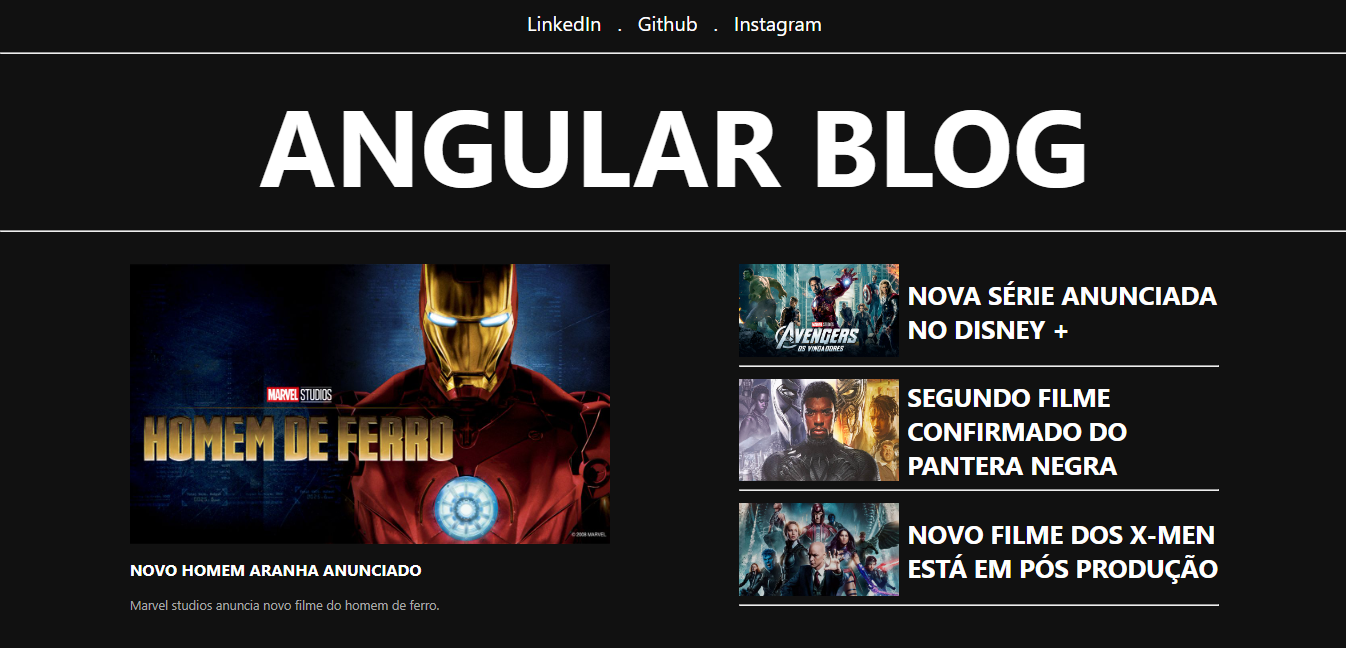 LinkedIn . Github . Instagram
ANGULAR BLOG
MARVEL STUDIOS
HOMEM DE FERRO
© 2008 MARVEL
NOVO HOMEM ARANHA ANUNCIADO
Marvel studios anuncia novo filme do homem de ferro.
MARVEL STUDIOS
AVENGERS
OS VINGADORES
NOVA SÉRIE ANUNCIADA
NO DISNEY +
SEGUNDO FILME
CONFIRMADO DO
PANTERA NEGRA
NOVO FILME DOS X-MEN
ESTÁ EM PÓS PRODUÇÃO